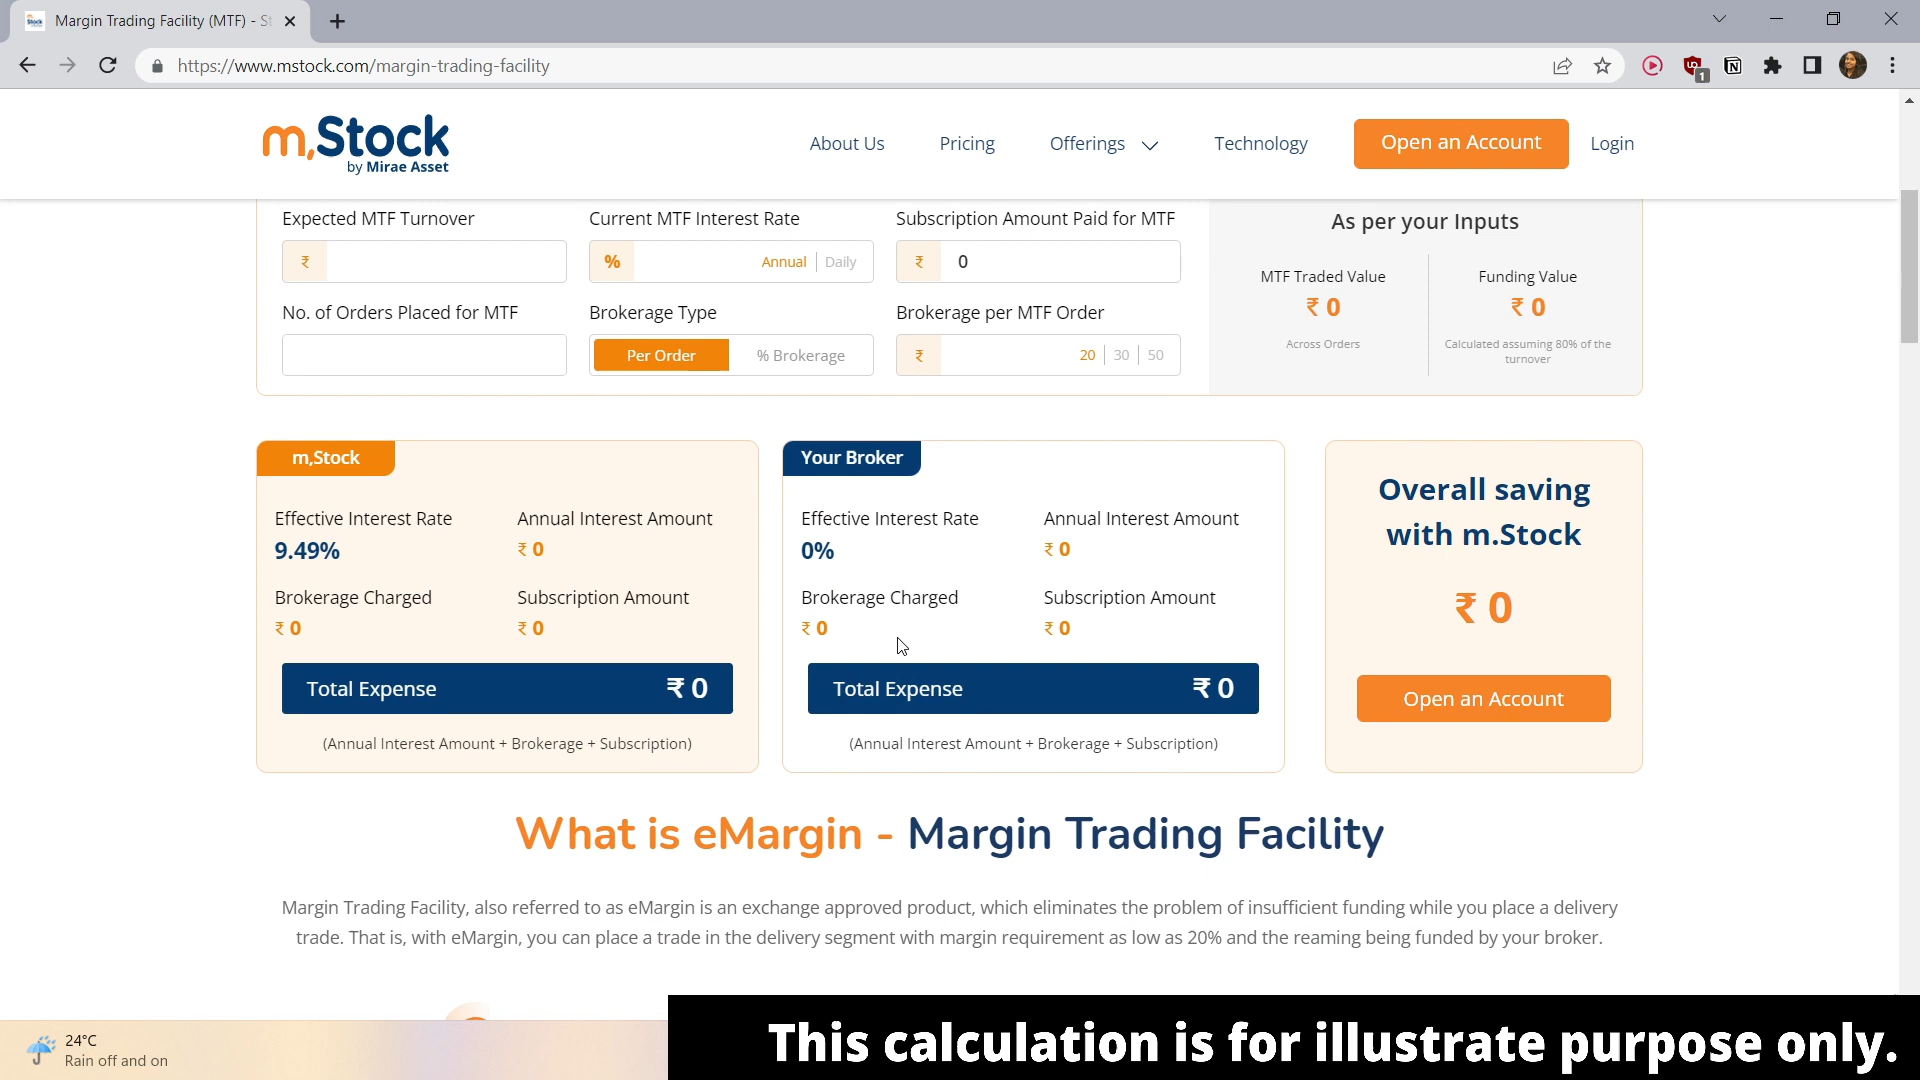 Margin Trading Facility (MTF) - St
https://www.mstock.com/margin-trading-facility
1
m.Stock
by Mirae Asset
About Us
Pricing
Offerings
Technology
Open an Account
Login
Expected MTF Turnover
Current MTF Interest Rate
Subscription Amount Paid for MTF
₹
% Annual | Daily
₹ 0
No. of Orders Placed for MTF
Brokerage Type
Brokerage per MTF Order
Per Order
% Brokerage
₹ 20 | 30 | 50
As per your Inputs
MTF Traded Value
₹ 0
Across Orders
Funding Value
₹ 0
Calculated assuming 80% of the
turnover
m,Stock
Effective Interest Rate
9.49%
Annual Interest Amount
₹ 0
Brokerage Charged
₹ 0
Subscription Amount
₹ 0
Total Expense ₹ 0
(Annual Interest Amount + Brokerage + Subscription)
Your Broker
Effective Interest Rate
0%
Annual Interest Amount
₹ 0
Brokerage Charged
₹ 0
Subscription Amount
₹ 0
Total Expense ₹ 0
(Annual Interest Amount + Brokerage + Subscription)
Overall saving
with m.Stock
₹ 0
Open an Account
What is eMargin - Margin Trading Facility
Margin Trading Facility, also referred to as eMargin is an exchange approved product, which eliminates the problem of insufficient funding while you place a delivery
trade. That is, with eMargin, you can place a trade in the delivery segment with margin requirement as low as 20% and the reaming being funded by your broker.
24°C
Rain off and on
This calculation is for illustrate purpose only.